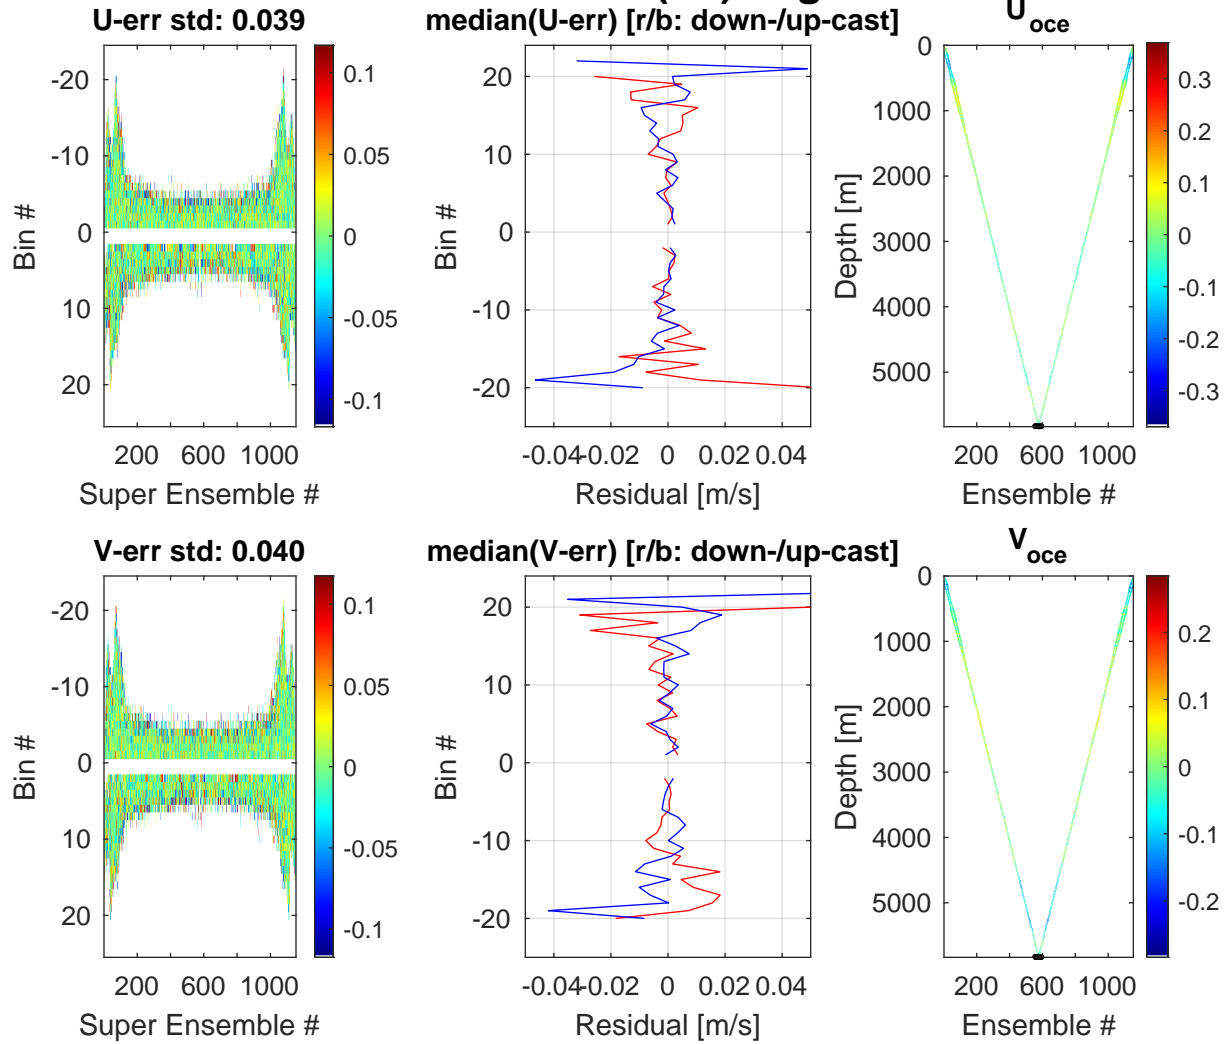 U-err std: 0.039
-20
-10
0
10
20
200 600 1000
Bin #
Super Ensemble #
0.1
0.05
0
-0.05
-0.1
median(U-err) [r/b: down-/up-cast]
20
10
0
-10
-20
-0.04 -0.02 0 0.02 0.04
Bin #
Residual [m/s]
U oce
0
1000
2000
3000
4000
5000
200 600 1000
Depth [m]
Ensemble #
0.3
0.2
0.1
0
-0.1
-0.2
-0.3
V-err std: 0.040
-20
-10
0
10
20
200 600 1000
Bin #
Super Ensemble #
0.1
0.05
0
-0.05
-0.1
median(V-err) [r/b: down-/up-cast]
20
10
0
-10
-20
-0.04 -0.02 0 0.02 0.04
Bin #
Residual [m/s]
V oce
0
1000
2000
3000
4000
5000
200 600 1000
Depth [m]
Ensemble #
0.2
0.1
0
-0.1
-0.2